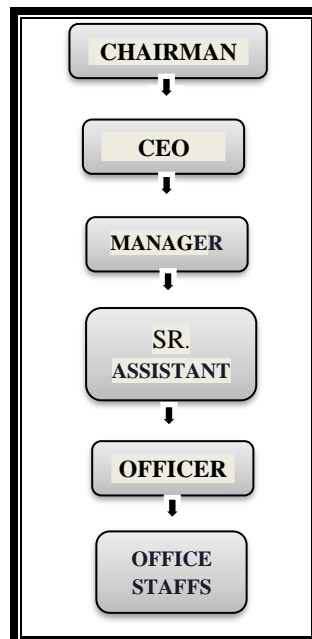 CHAIRMAN
CEO
MANAGER
SR.
ASSISTANT
OFFICER
OFFICE
STAFFS